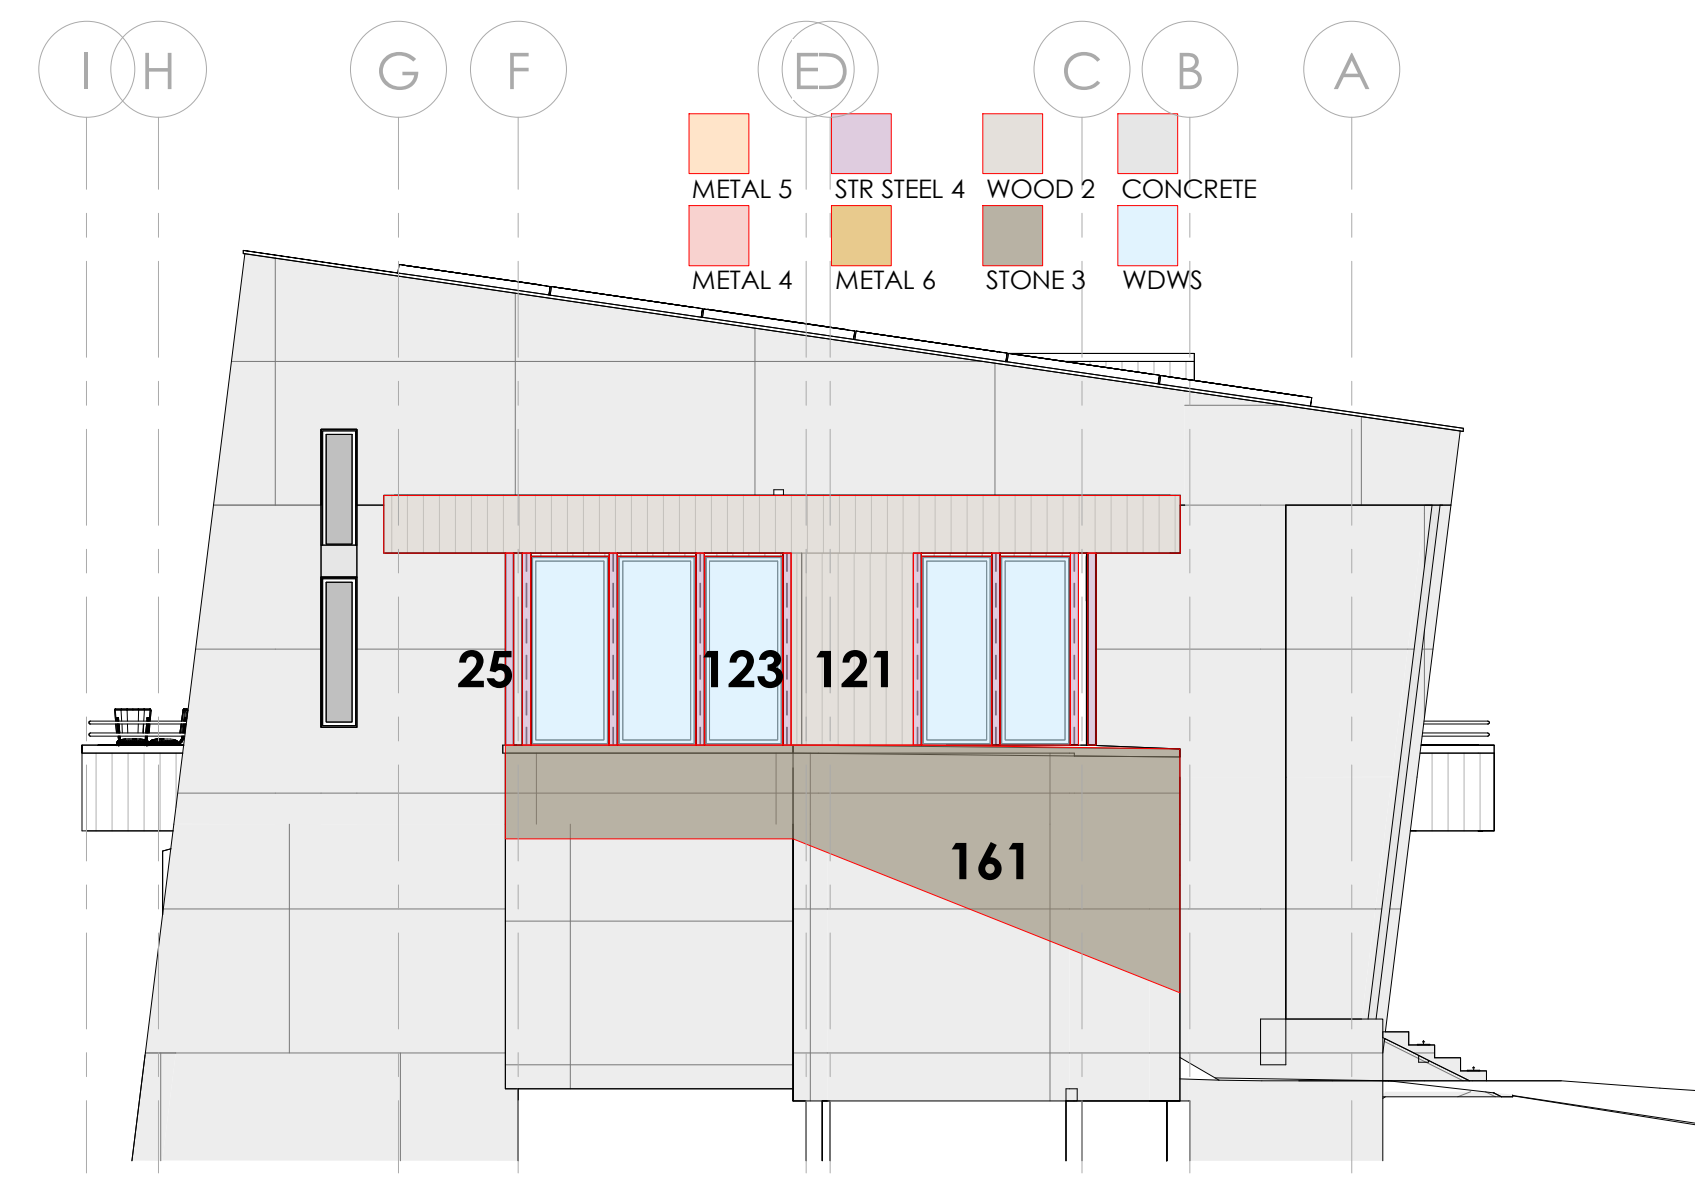 I H G F E D C B A
METAL 5 STR STEEL 4 WOOD 2 CONCRETE
METAL 4 METAL 6 STONE 3 WDWS
25 123 121
161